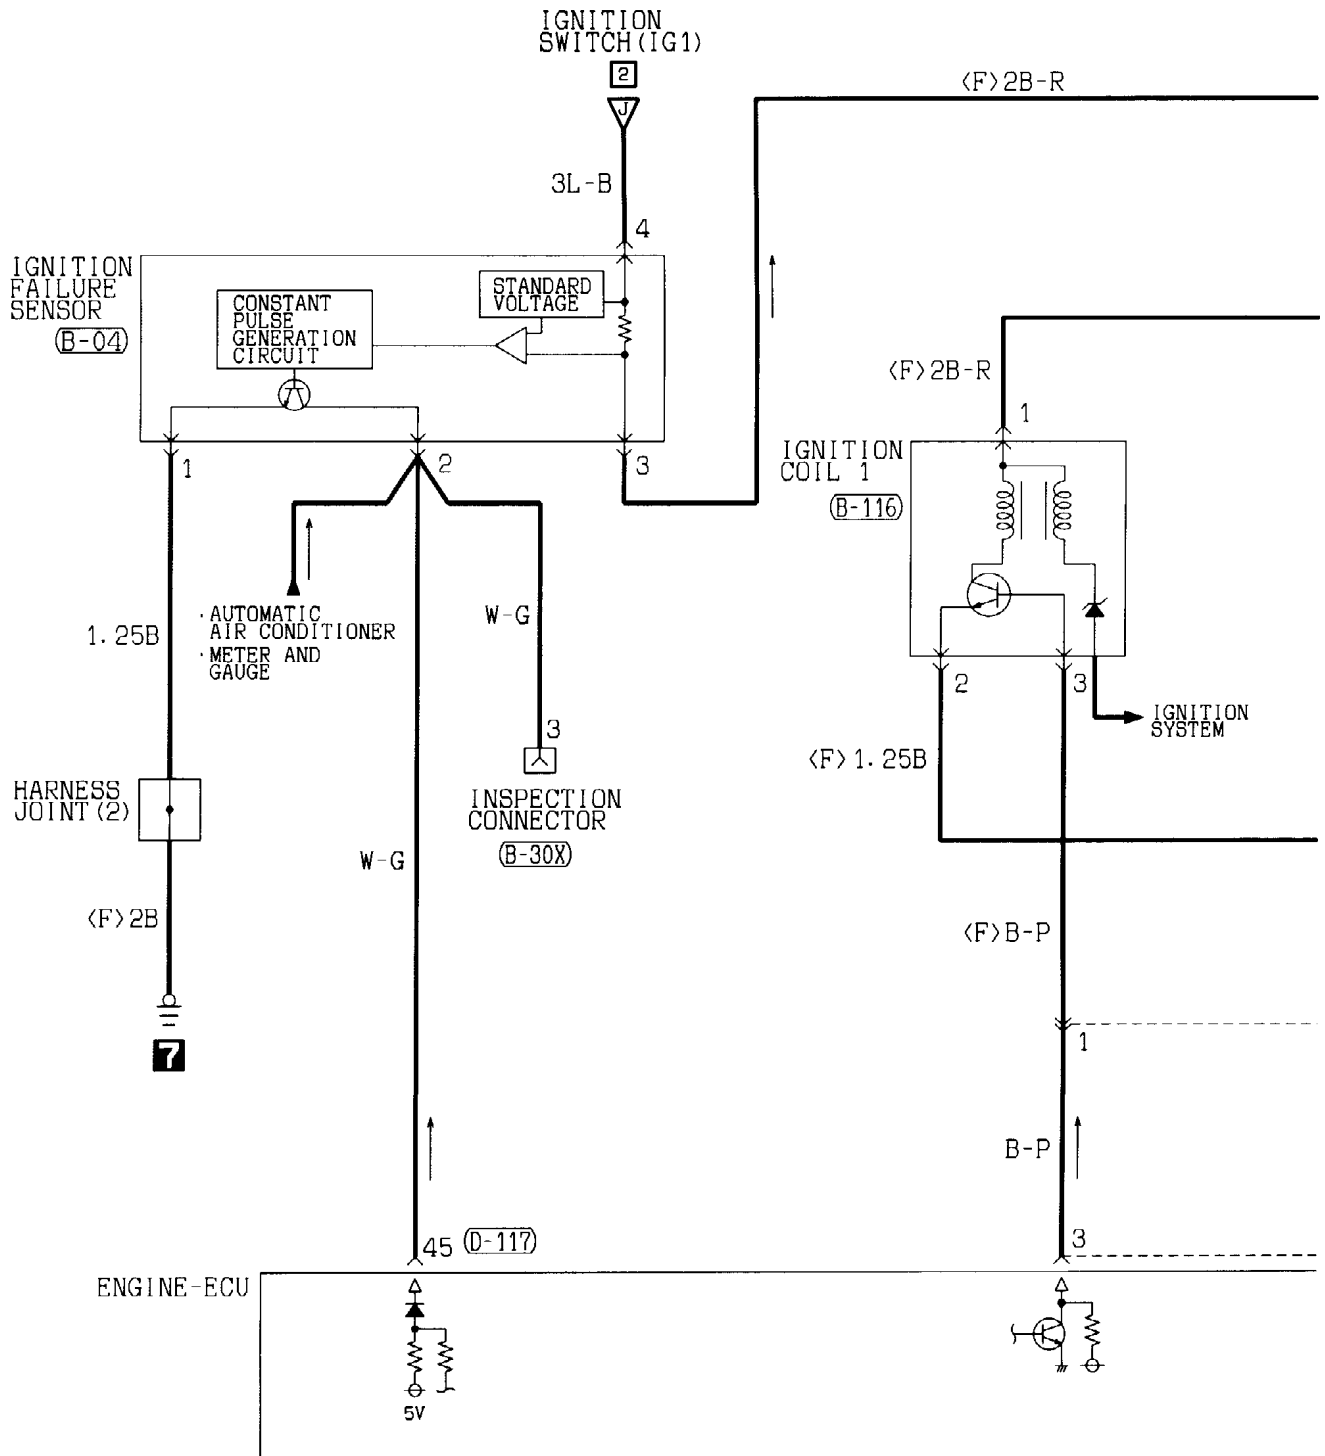 IGNITION
SWITCH(IG1)
2
J
<F>2B-R
3L-B
4
IGNITION
FAILURE
SENSOR
B-04
CONSTANT
PULSE
GENERATION
CIRCUIT
STANDARD
VOLTAGE
<F>2B-R
1
IGNITION
COIL 1
B-116
1
2
3
1.25B
·AUTOMATIC
AIR CONDITIONER
·METER AND
GAUGE
W-G
2
3
IGNITION
SYSTEM
3
<F>1.25B
HARNESS
JOINT(2)
INSPECTION
CONNECTOR
B-30X
W-G
<F>2B
<F>B-P
7
1
B-P
45
D-117
3
ENGINE-ECU
5V